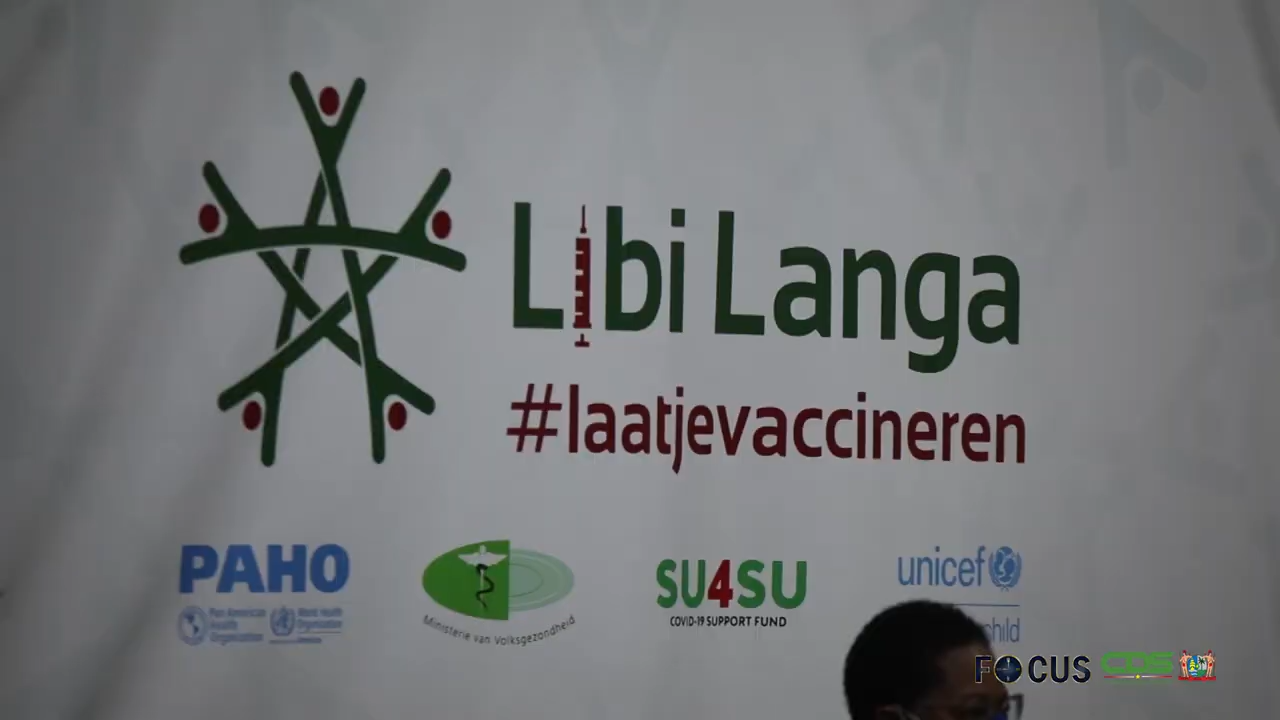 Libi Langa
#laatjevaccineren
PAHO
Pan American
Health
Organization
World Health
Organization
Ministerie van Volksgezondheid
SU4SU
COVID-19 SUPPORT FUND
unicef
child
FOCUS
CDS